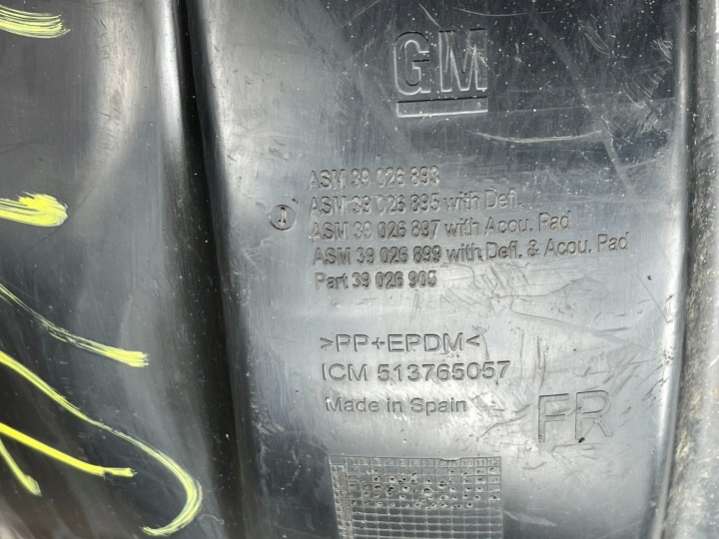 GM
ASM 39 026 893
ASM 39 026 895 with Defl.
ASM 39 026 897 with Acou. Pad
ASM 39 026 899 with Defl. & Acou. Pad
Part 39 026 905
>PP+EPDM<
ICM 513765057
Made in Spain
FR